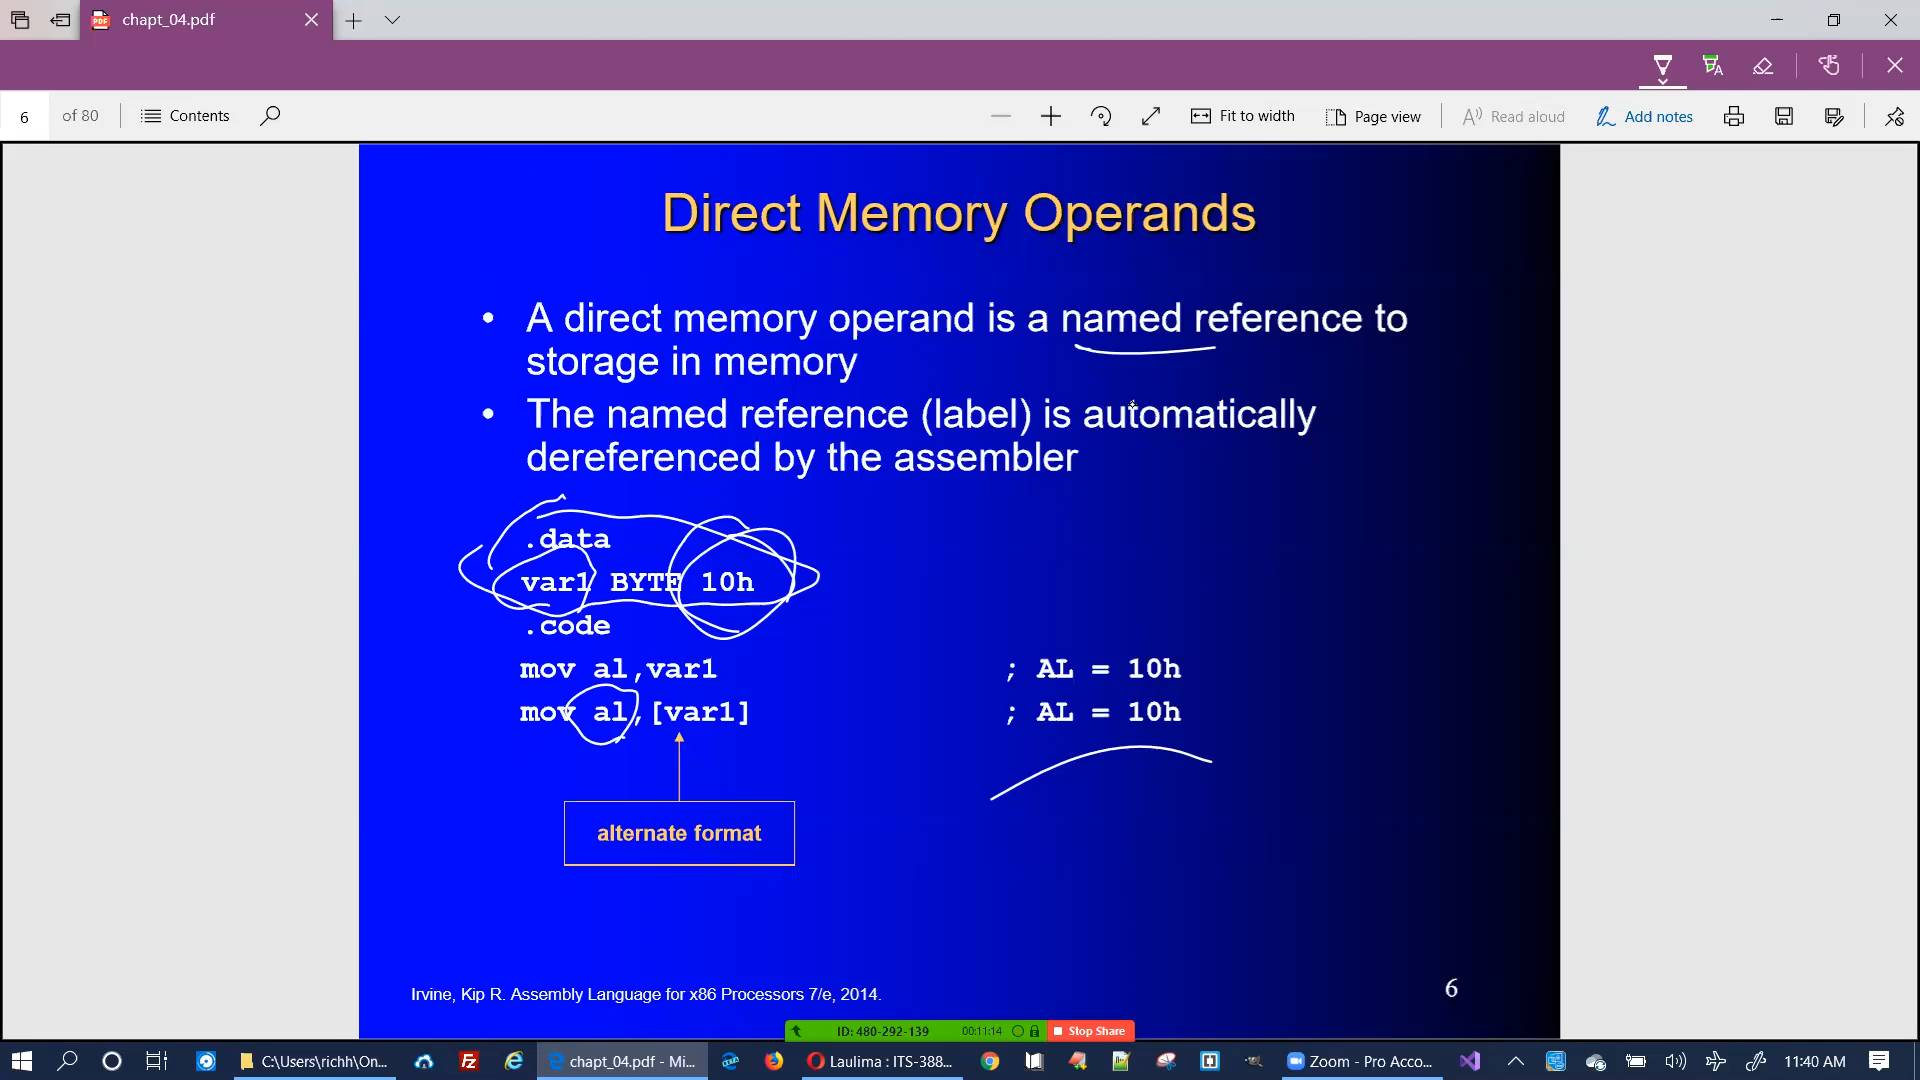 chapt_04.pdf
6 of 80 Contents Fit to width Page view Read aloud Add notes
Direct Memory Operands
• A direct memory operand is a named reference to
storage in memory
• The named reference (label) is automatically
dereferenced by the assembler
.data
var1 BYTE 10h
.code
mov al,var1 ; AL = 10h
mov al,[var1] ; AL = 10h
alternate format
Irvine, Kip R. Assembly Language for x86 Processors 7/e, 2014.
6
ID: 480-292-139 00:11:14 Stop Share
C:\Users\richh\On... chapt_04.pdf - Mi... Laulima : ITS-388... Zoom - Pro Acco... 11:40 AM